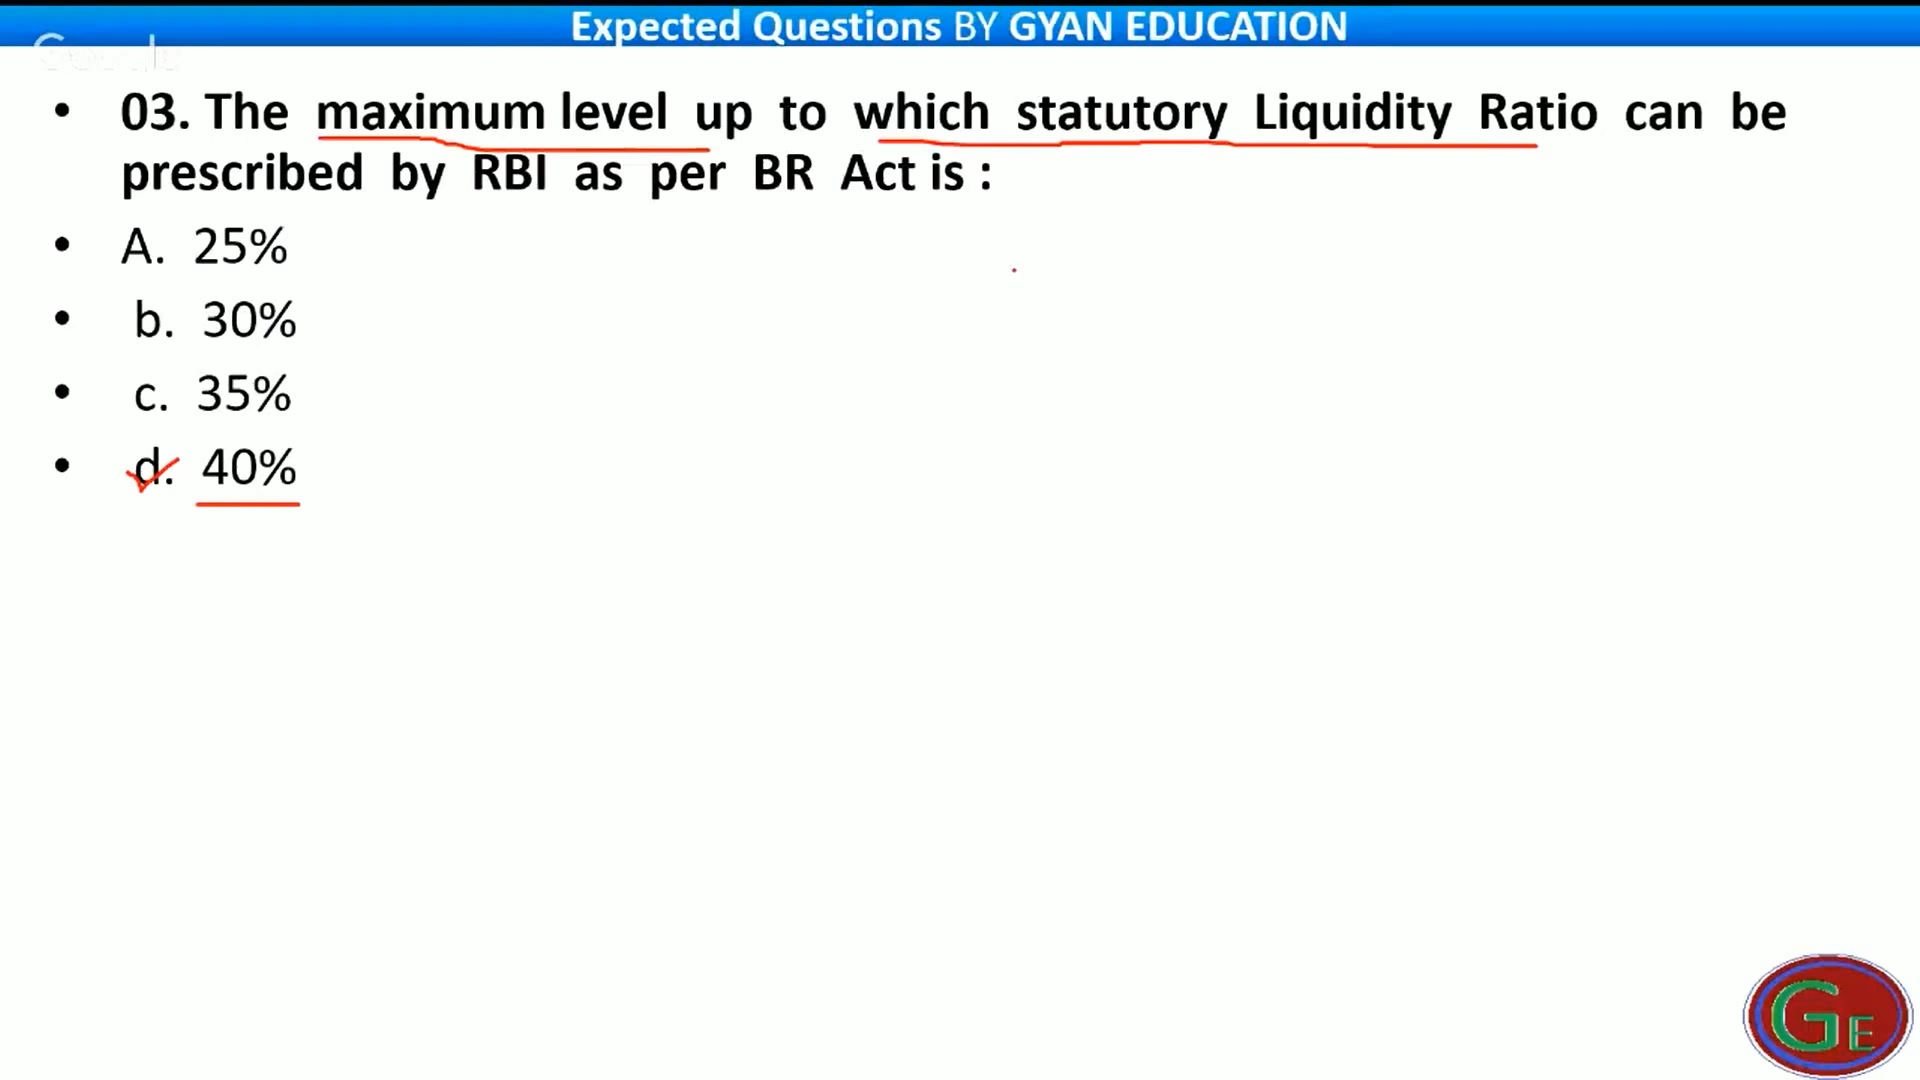 Expected Questions BY GYAN EDUCATION
• 03. The maximum level up to which statutory Liquidity Ratio can be
prescribed by RBI as per BR Act is :
• A. 25%
• b. 30%
• c. 35%
• d. 40%
GE